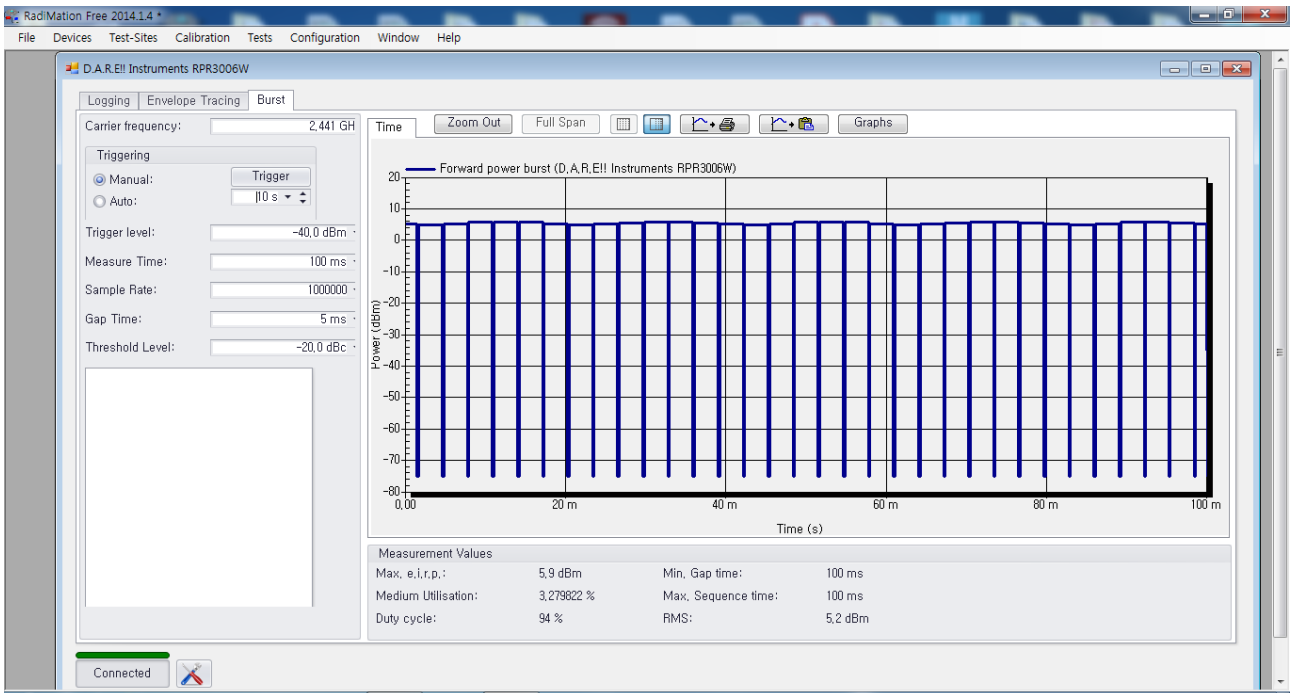 RadiMation Free 2014.1.4 *
File Devices Test-Sites Calibration Tests Configuration Window Help
D.A.R.E!! Instruments RPR3006W
Logging Envelope Tracing Burst
Carrier frequency: 2,441 GH
Triggering
Manual: Trigger
Auto: 10 s
Trigger level: -40,0 dBm
Measure Time: 100 ms
Sample Rate: 1000000
Gap Time: 5 ms
Threshold Level: -20,0 dBc
Time Zoom Out Full Span Graphs
Forward power burst (D,A,R,E!! Instruments RPR3006W)
Power (dBm)
20
10
0
-10
-20
-30
-40
-50
-60
-70
-80
0,00 20 m 40 m 60 m 80 m 100 m
Time (s)
Measurement Values
Max, e,i,r,p,: 5,9 dBm Min, Gap time: 100 ms
Medium Utilisation: 3,279822 % Max, Sequence time: 100 ms
Duty cycle: 94 % RMS: 5,2 dBm
Connected